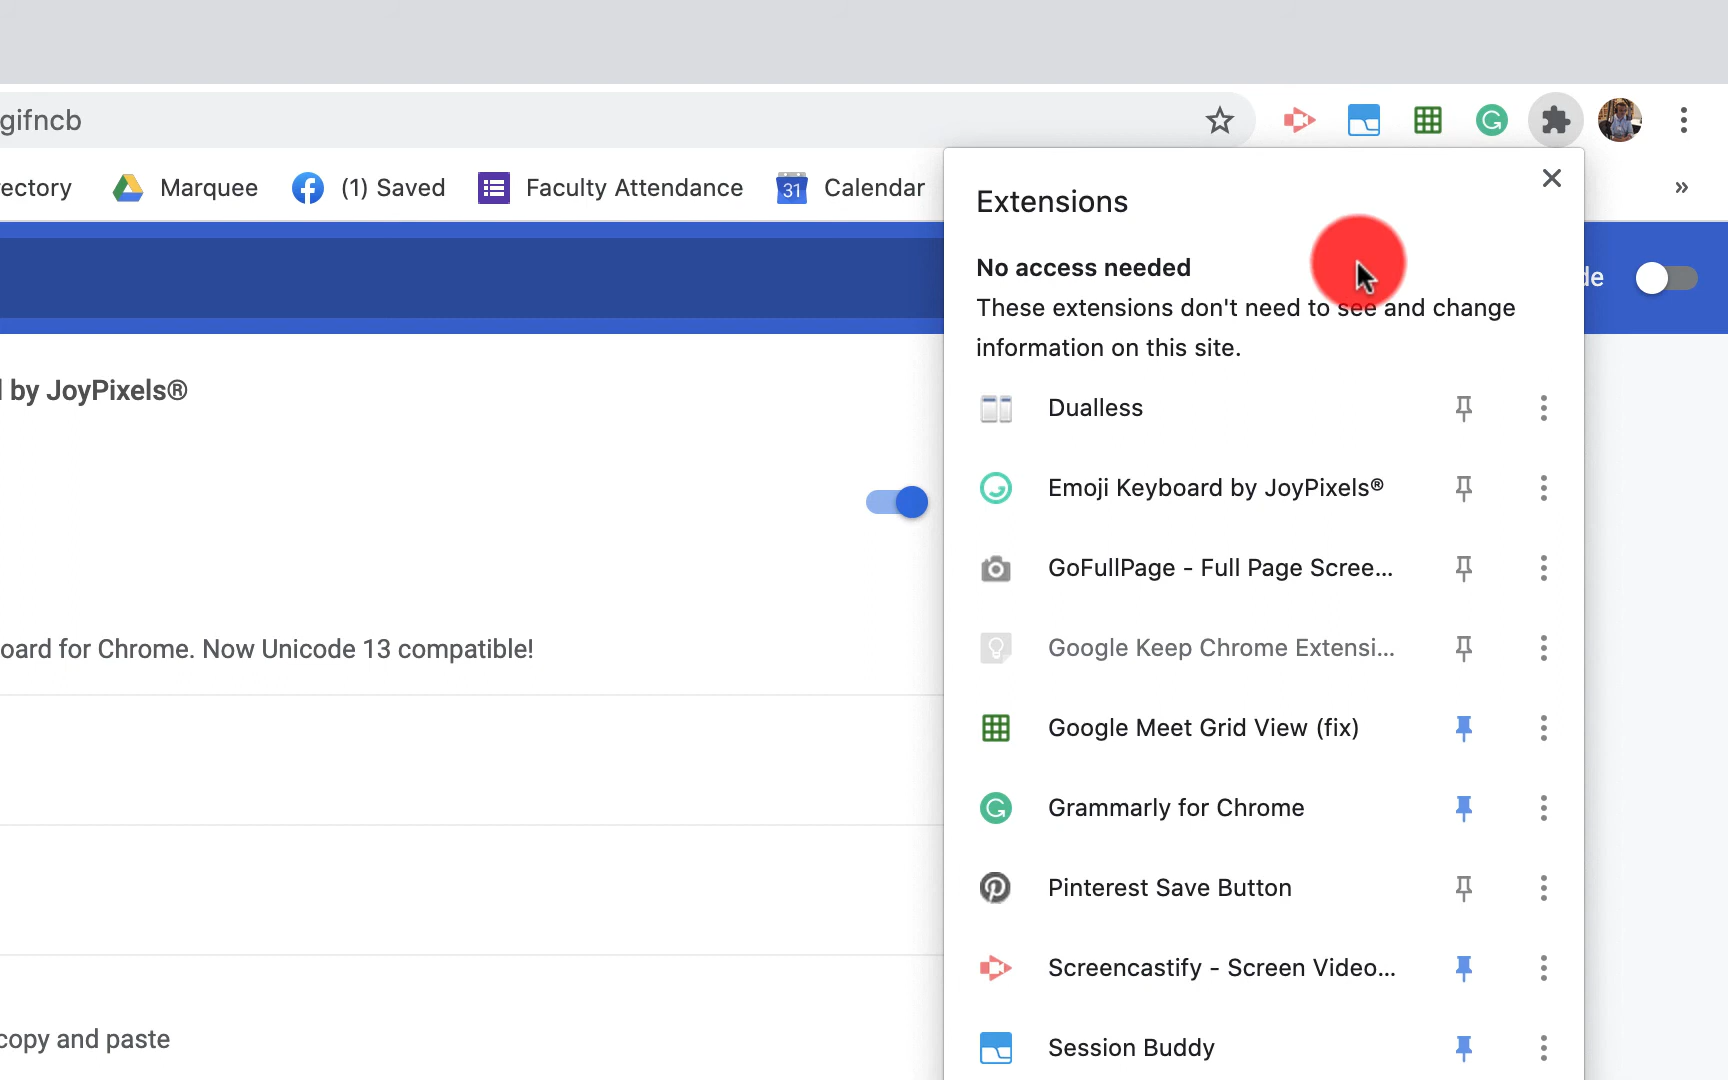 gifncb
ectory
Marquee
(1) Saved
Faculty Attendance
31
Calendar
»
Extensions
No access needed
These extensions don't need to see and change
information on this site.
de
by JoyPixels®
Dualless
Emoji Keyboard by JoyPixels®
GoFullPage - Full Page Scree...
oard for Chrome. Now Unicode 13 compatible!
Google Keep Chrome Extensi...
Google Meet Grid View (fix)
Grammarly for Chrome
Pinterest Save Button
Screencastify - Screen Video...
copy and paste
Session Buddy